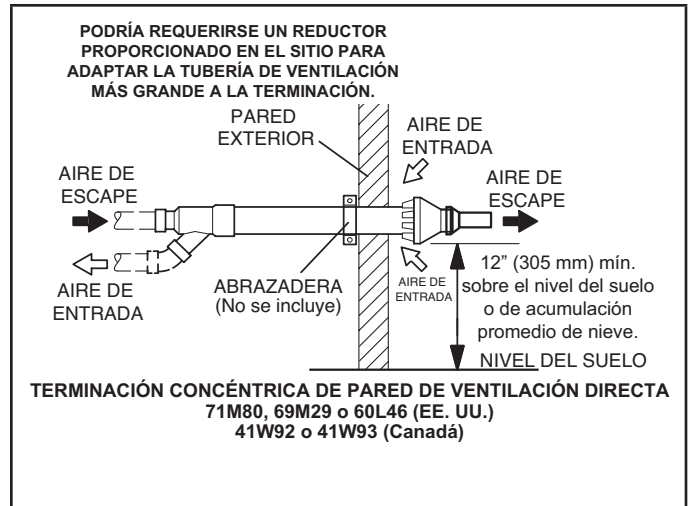 PODRÍA REQUERIRSE UN REDUCTOR
PROPORCIONADO EN EL SITIO PARA
ADAPTAR LA TUBERÍA DE VENTILACIÓN
MÁS GRANDE A LA TERMINACIÓN.
PARED
EXTERIOR
AIRE DE
ENTRADA
AIRE DE
ESCAPE
AIRE DE
ESCAPE
AIRE DE
ENTRADA
ABRAZADERA
(No se incluye)
AIRE DE
ENTRADA
12” (305 mm) mín.
sobre el nivel del suelo
o de acumulación
promedio de nieve.
NIVEL DEL SUELO
TERMINACIÓN CONCÉNTRICA DE PARED DE VENTILACIÓN DIRECTA
71M80, 69M29 o 60L46 (EE. UU.)
41W92 o 41W93 (Canadá)